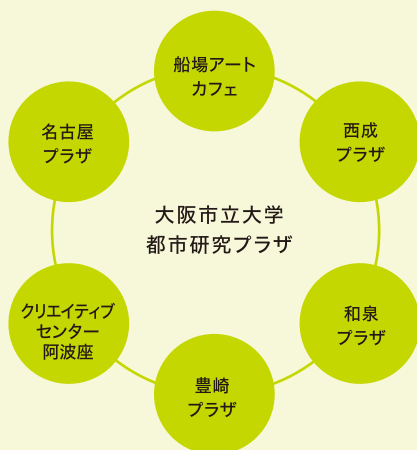 船場アート
カフェ
名古屋
プラザ
西成
プラザ
大阪市立大学
都市研究プラザ
クリエイティブ
センター
阿波座
和泉
プラザ
豊崎
プラザ